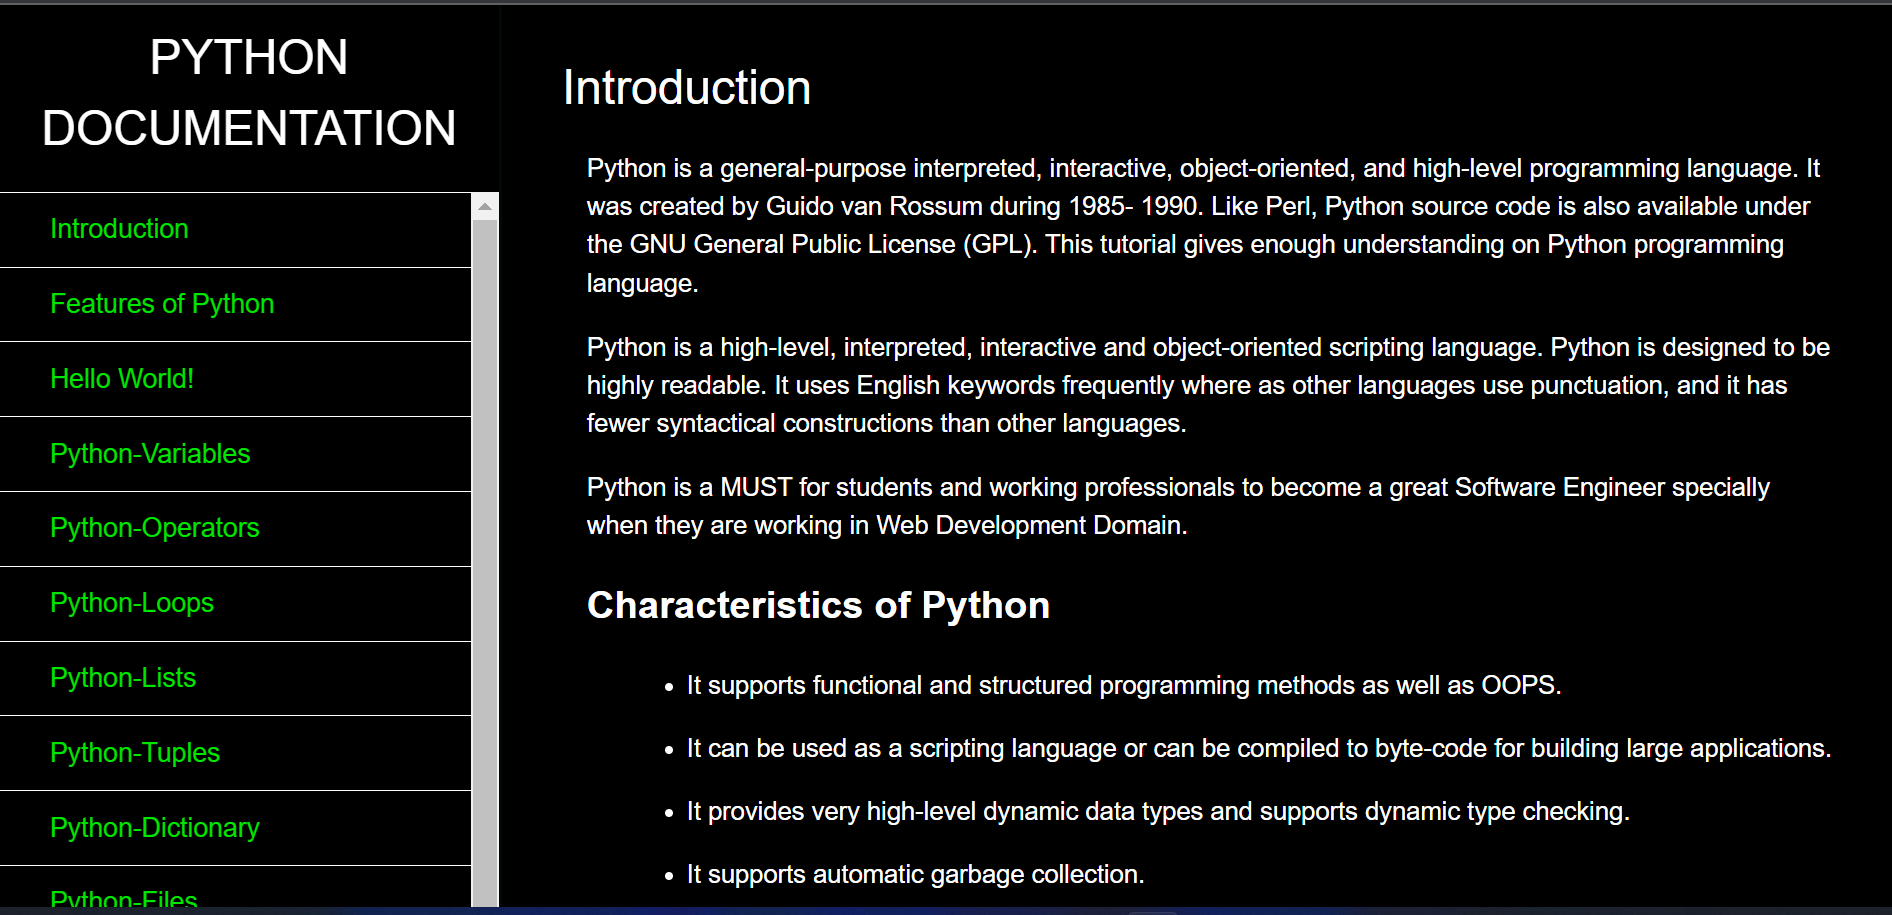 PYTHON
DOCUMENTATION
Introduction
Features of Python
Hello World!
Python-Variables
Python-Operators
Python-Loops
Python-Lists
Python-Tuples
Python-Dictionary
Python-Files
Introduction
Python is a general-purpose interpreted, interactive, object-oriented, and high-level programming language. It
was created by Guido van Rossum during 1985- 1990. Like Perl, Python source code is also available under
the GNU General Public License (GPL). This tutorial gives enough understanding on Python programming
language.
Python is a high-level, interpreted, interactive and object-oriented scripting language. Python is designed to be
highly readable. It uses English keywords frequently where as other languages use punctuation, and it has
fewer syntactical constructions than other languages.
Python is a MUST for students and working professionals to become a great Software Engineer specially
when they are working in Web Development Domain.
Characteristics of Python
• It supports functional and structured programming methods as well as OOPS.
• It can be used as a scripting language or can be compiled to byte-code for building large applications.
• It provides very high-level dynamic data types and supports dynamic type checking.
• It supports automatic garbage collection.